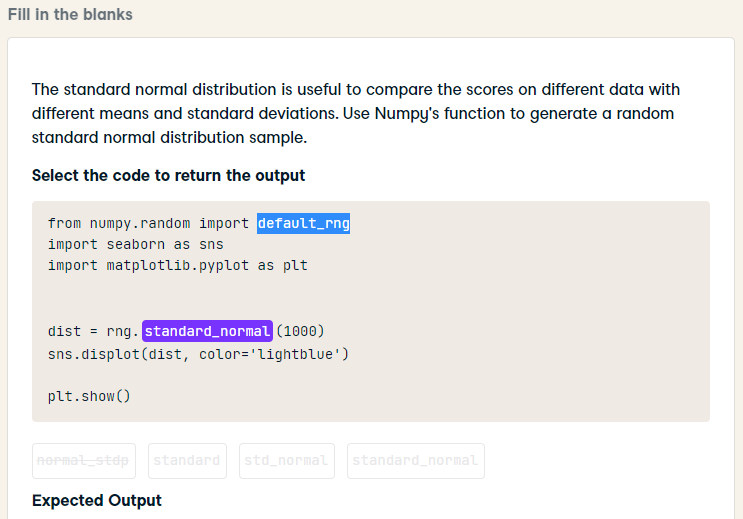 Fill in the blanks
The standard normal distribution is useful to compare the scores on different data with
different means and standard deviations. Use Numpy's function to generate a random
standard normal distribution sample.
Select the code to return the output
from numpy.random import default_rng
import seaborn as sns
import matplotlib.pyplot as plt
dist = rng.standard_normal(1000)
sns.displot(dist, color='lightblue')
plt.show()
normal_stdp standard std_normal standard_normal
Expected Output